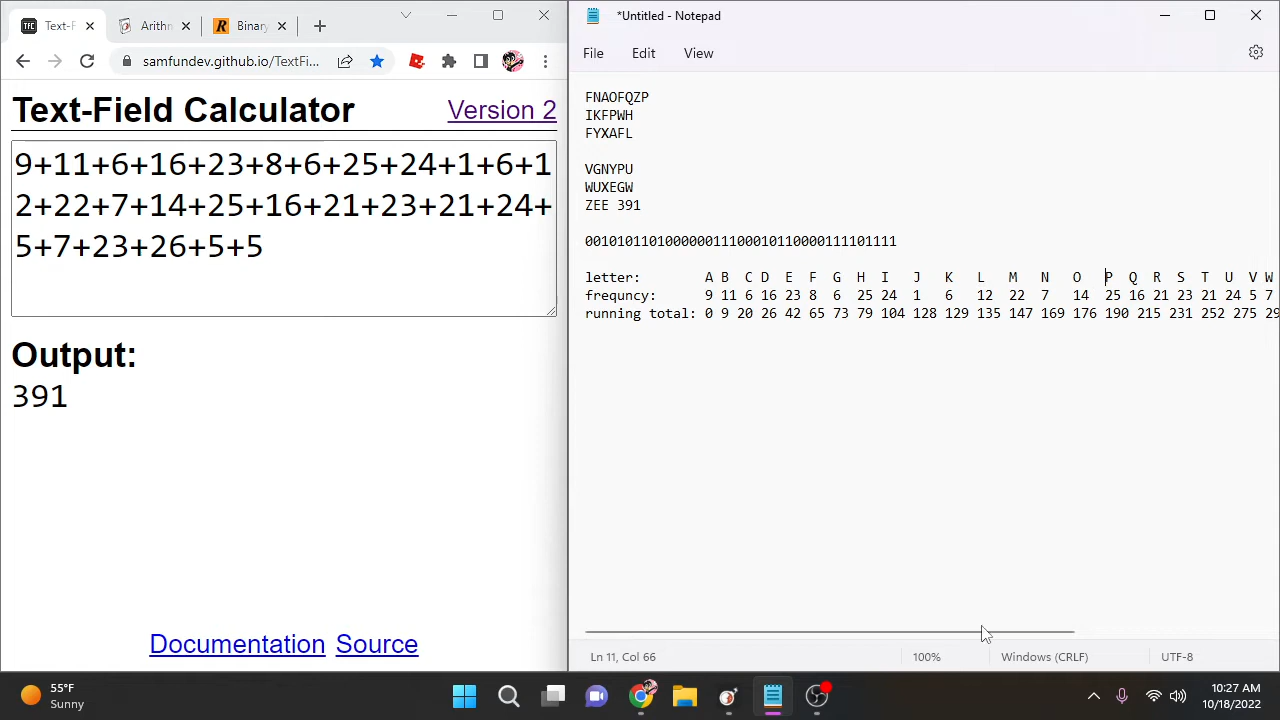 Text-F
Arithn
Binary
samfundev.github.io/TextFi...
Text-Field Calculator
Version 2
9+11+6+16+23+8+6+25+24+1+6+1
2+22+7+14+25+16+21+23+21+24+
5+7+23+26+5+5
Output:
391
Documentation Source
*Untitled - Notepad
File Edit View
FNAOFQZP
IKFPWH
FYXAFL
VGNYPU
WUXEGW
ZEE 391
001010110100000011100010110000111101111
letter: A B C D E F G H I J K L M N O P Q R S T U V W
frequncy: 9 11 6 16 23 8 6 25 24 1 6 12 22 7 14 25 16 21 23 21 24 5 7
running total: 0 9 20 26 42 65 73 79 104 128 129 135 147 169 176 190 215 231 252 275 29
Ln 11, Col 66 100% Windows (CRLF) UTF-8
55°F
Sunny
10:27 AM
10/18/2022